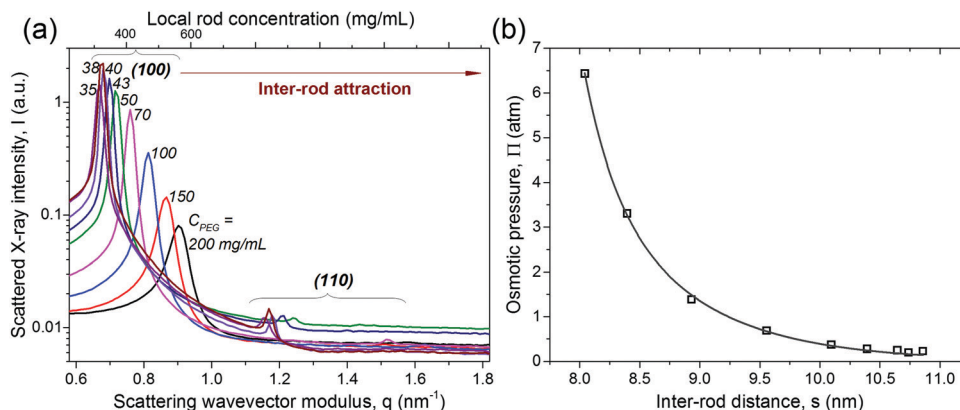 (a)
Local rod concentration (mg/mL)
400 600 800
38 40
35 43
50
70
100
150
(100)
Inter-rod attraction
C_PEG =
200 mg/mL
(110)
Scattered X-ray intensity, I (a.u.)
1
0.1
0.01
0.6 0.8 1.0 1.2 1.4 1.6 1.8
Scattering wavevector modulus, q (nm⁻¹)
(b)
Osmotic pressure, Π (atm)
7
6
5
4
3
2
1
0
8.0 8.5 9.0 9.5 10.0 10.5 11.0
Inter-rod distance, s (nm)